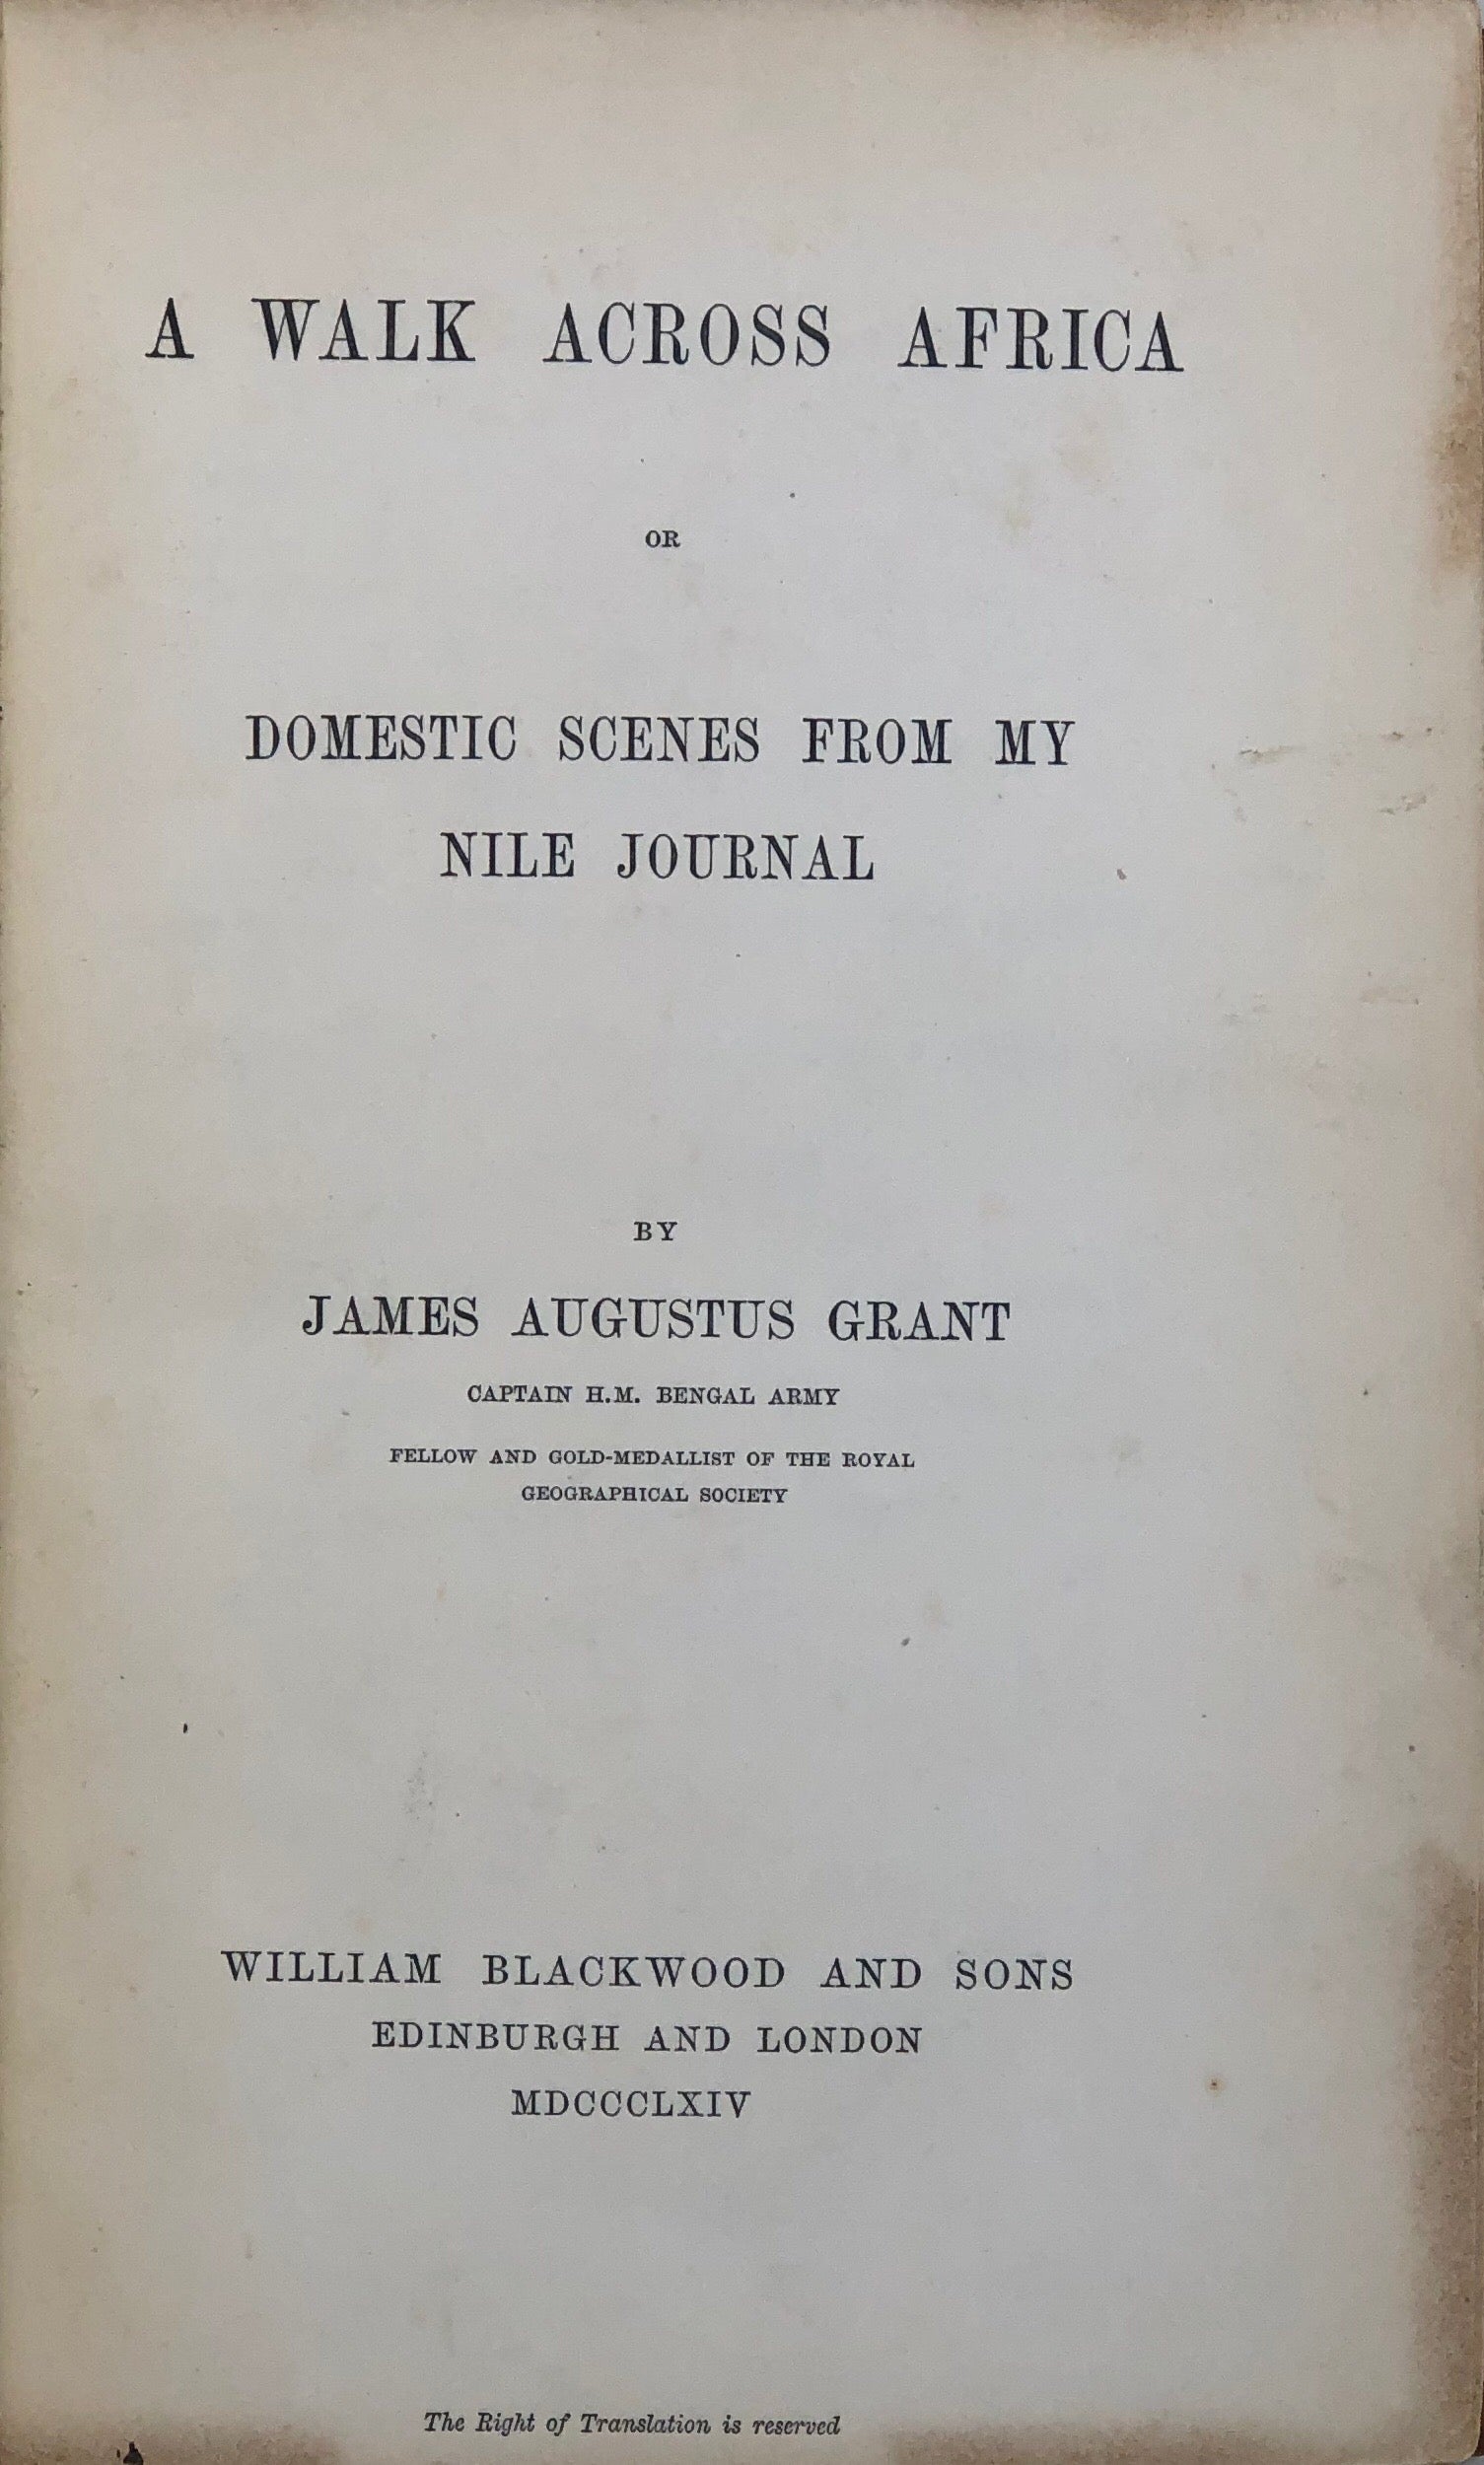 A WALK ACROSS AFRICA
OR
DOMESTIC SCENES FROM MY
NILE JOURNAL
BY
JAMES AUGUSTUS GRANT
CAPTAIN H.M. BENGAL ARMY
FELLOW AND GOLD-MEDALLIST OF THE ROYAL
GEOGRAPHICAL SOCIETY
WILLIAM BLACKWOOD AND SONS
EDINBURGH AND LONDON
MDCCCLXIV
The Right of Translation is reserved